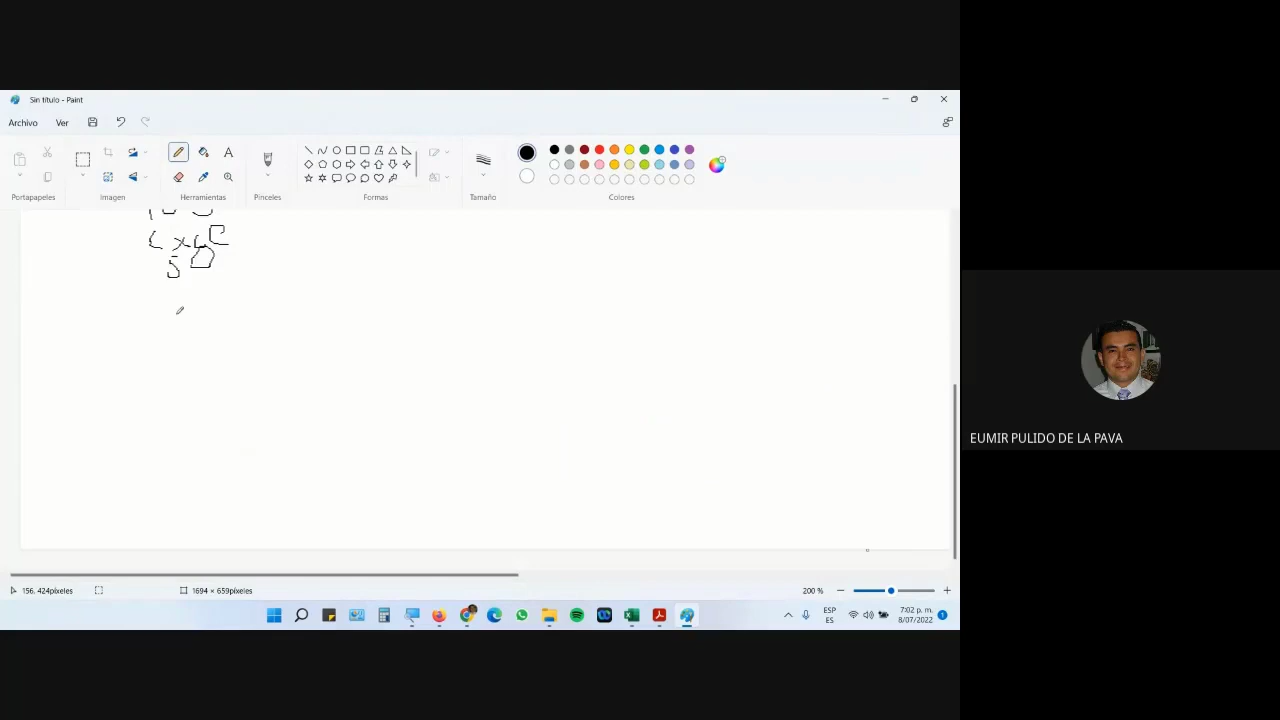 Sin título - Paint
Archivo Ver
Portapapeles Imagen Herramientas Pinceles Formas Tamaño Colores
156, 424píxeles
1694 × 659píxeles
200 %
ESP
ES
7:02 p. m.
8/07/2022
EUMIR PULIDO DE LA PAVA